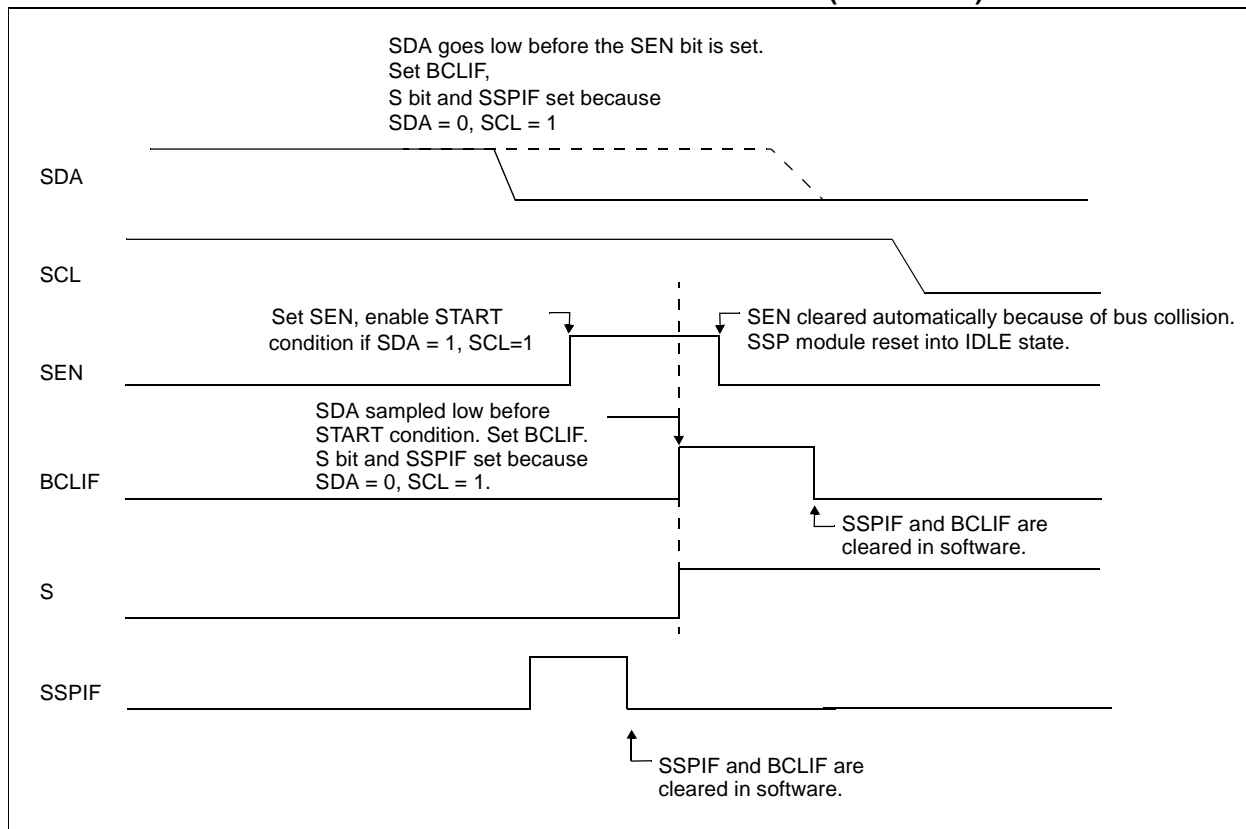 SDA goes low before the SEN bit is set.
Set BCLIF,
S bit and SSPIF set because
SDA = 0, SCL = 1
SDA
SCL
Set SEN, enable START
condition if SDA = 1, SCL=1
SEN cleared automatically because of bus collision.
SSP module reset into IDLE state.
SEN
SDA sampled low before
START condition. Set BCLIF.
S bit and SSPIF set because
SDA = 0, SCL = 1.
BCLIF
SSPIF and BCLIF are
cleared in software.
S
SSPIF
SSPIF and BCLIF are
cleared in software.